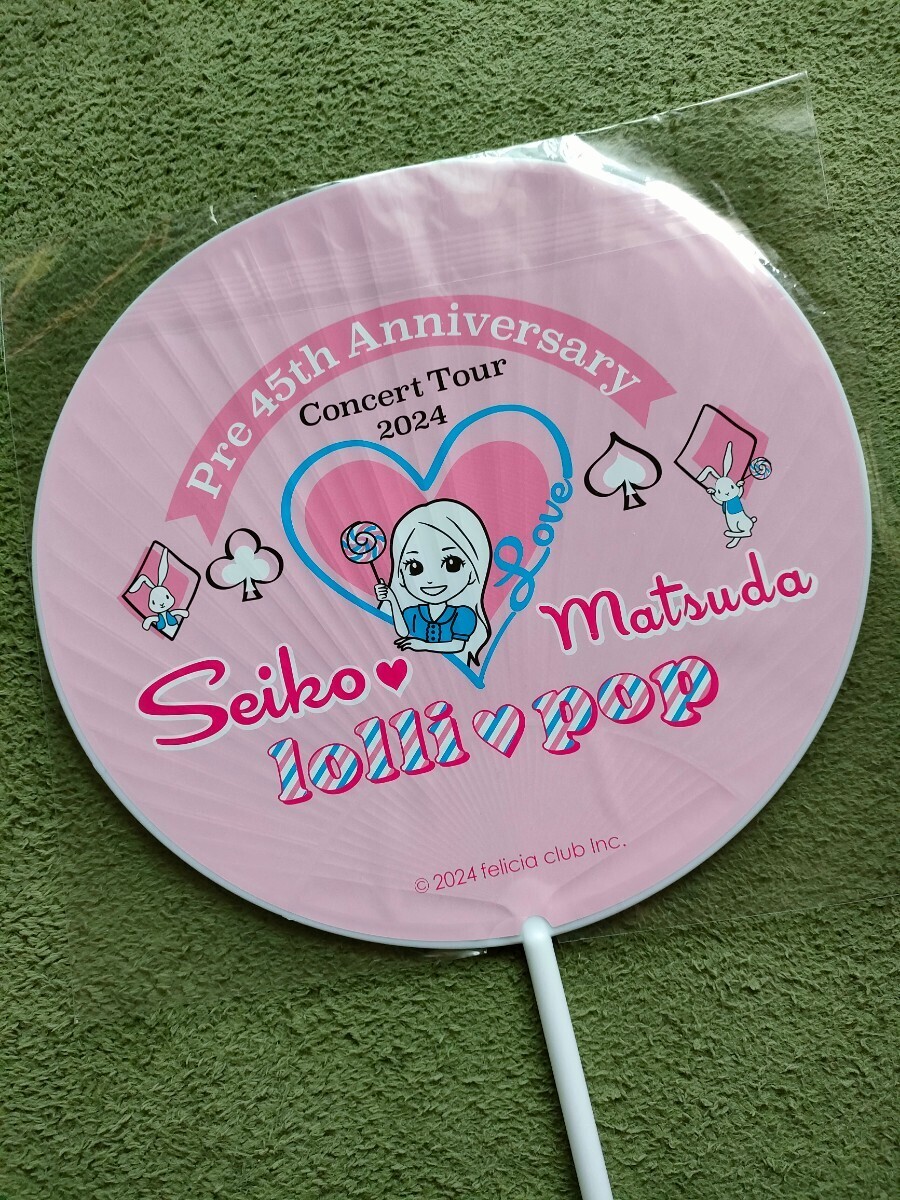 Pre 45th Anniversary
Concert Tour
2024
Love
Seiko♥Matsuda
lolli♥pop
© 2024 felicia club Inc.